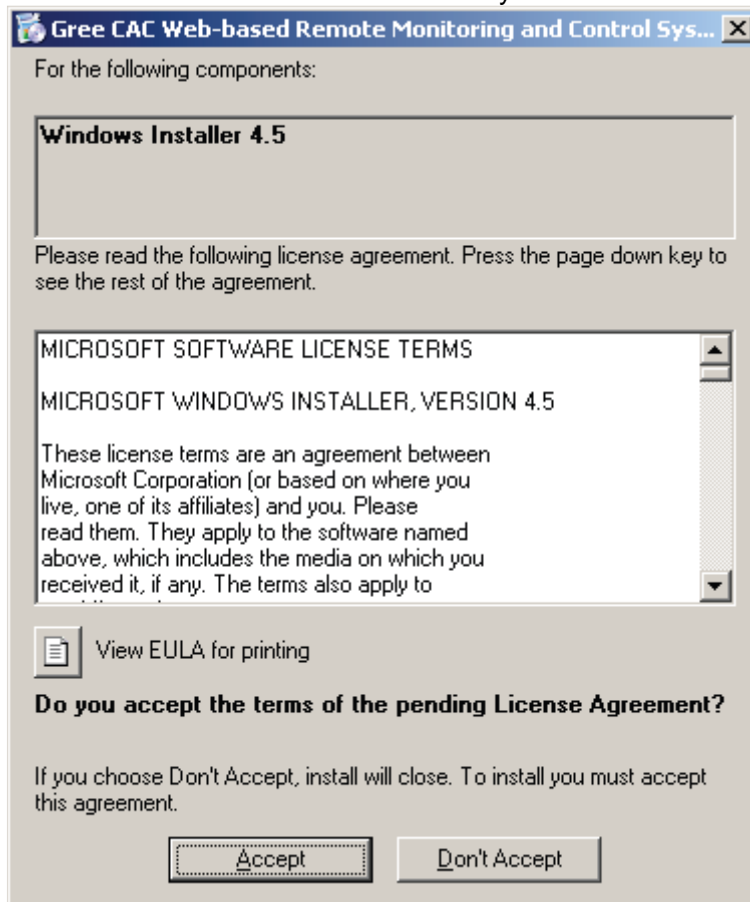 Gree CAC Web-based Remote Monitoring and Control Sys...
For the following components:
Windows Installer 4.5
Please read the following license agreement. Press the page down key to
see the rest of the agreement.
MICROSOFT SOFTWARE LICENSE TERMS
MICROSOFT WINDOWS INSTALLER, VERSION 4.5
These license terms are an agreement between
Microsoft Corporation (or based on where you
live, one of its affiliates) and you. Please
read them. They apply to the software named
above, which includes the media on which you
received it, if any. The terms also apply to
View EULA for printing
Do you accept the terms of the pending License Agreement?
If you choose Don't Accept, install will close. To install you must accept
this agreement.
Accept
Don't Accept